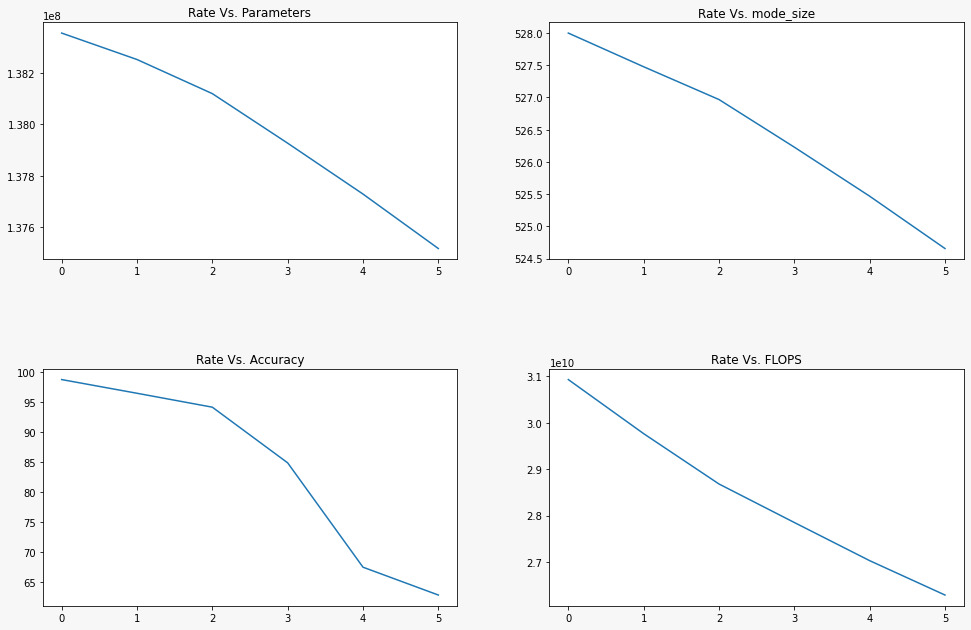 Rate Vs. Parameters
1e8
1.382
1.380
1.378
1.376
0 1 2 3 4 5
Rate Vs. mode_size
528.0
527.5
527.0
526.5
526.0
525.5
525.0
524.5
0 1 2 3 4 5
Rate Vs. Accuracy
100
95
90
85
80
75
70
65
0 1 2 3 4 5
Rate Vs. FLOPS
1e10
3.1
3.0
2.9
2.8
2.7
0 1 2 3 4 5